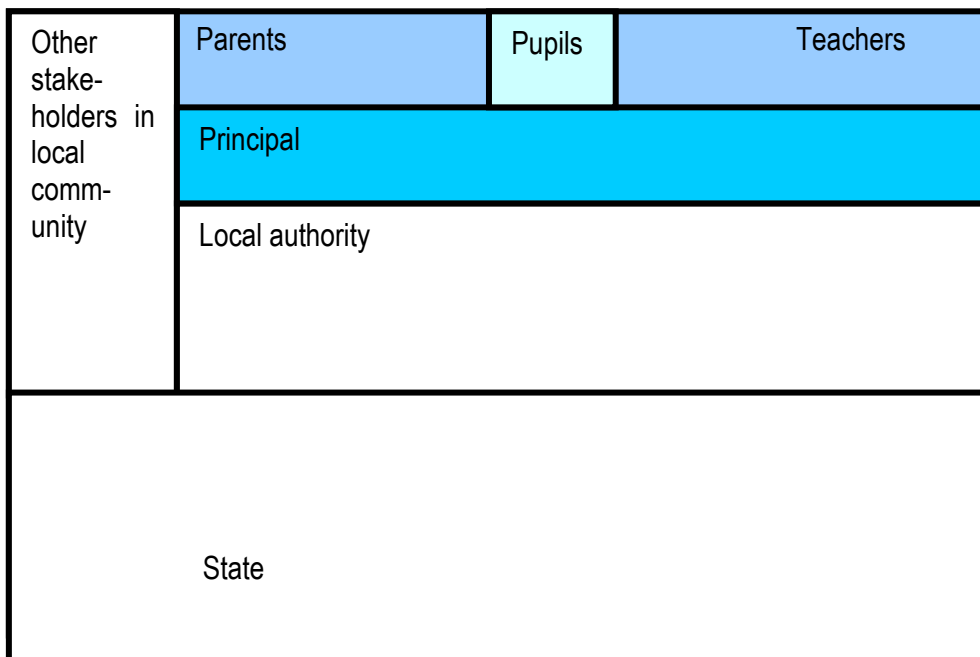 Other
stake-
holders in
local
comm-
unity
Parents
Pupils
Teachers
Principal
Local authority
State